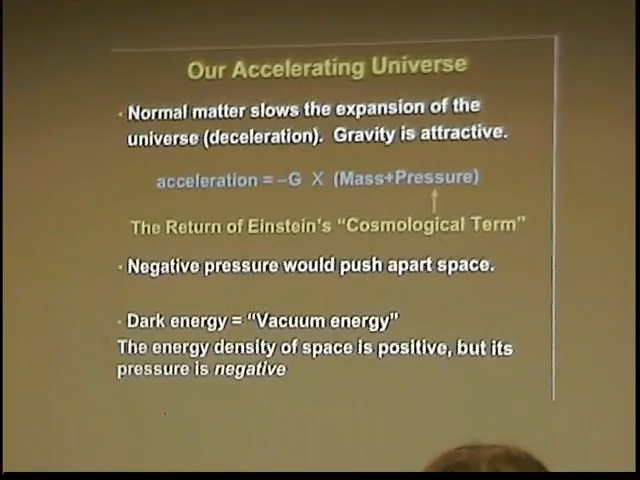 Our Accelerating Universe
· Normal matter slows the expansion of the
universe (deceleration). Gravity is attractive.
acceleration = –G X (Mass+Pressure)
The Return of Einstein's "Cosmological Term"
· Negative pressure would push apart space.
· Dark energy = "Vacuum energy"
The energy density of space is positive, but its
pressure is negative